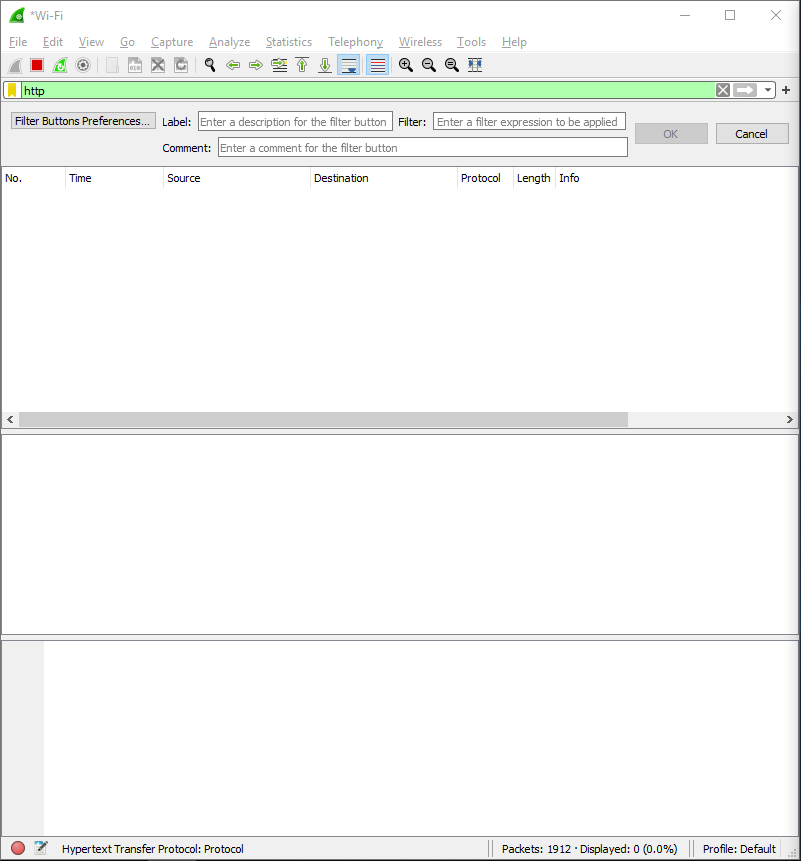 *Wi-Fi
File Edit View Go Capture Analyze Statistics Telephony Wireless Tools Help
http
Filter Buttons Preferences... Label: Enter a description for the filter button Filter: Enter a filter expression to be applied
OK Cancel
Comment: Enter a comment for the filter button
No. Time Source Destination Protocol Length Info
Hypertext Transfer Protocol: Protocol Packets: 1912 · Displayed: 0 (0.0%) Profile: Default